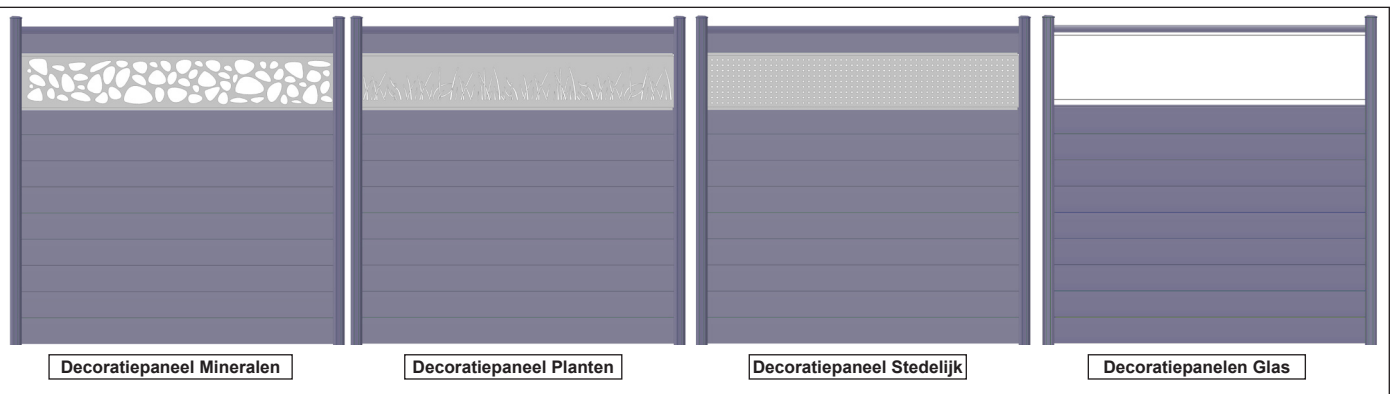 Decoratiepaneel Mineralen
Decoratiepaneel Planten
Decoratiepaneel Stedelijk
Decoratiepanelen Glas